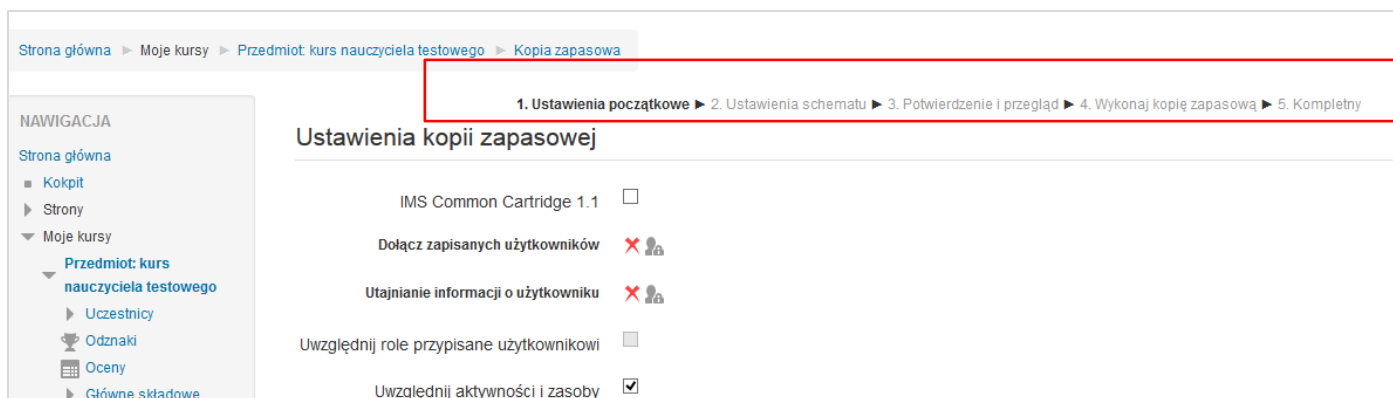 Strona główna ► Moje kursy ► Przedmiot: kurs nauczyciela testowego ► Kopia zapasowa
1. Ustawienia początkowe ► 2. Ustawienia schematu ► 3. Potwierdzenie i przegląd ► 4. Wykonaj kopię zapasową ► 5. Kompletny
NAWIGACJA
Strona główna
Kokpit
Strony
Moje kursy
Przedmiot: kurs
nauczyciela testowego
Uczestnicy
Odznaki
Oceny
Główne składowe
Ustawienia kopii zapasowej
IMS Common Cartridge 1.1
Dołącz zapisanych użytkowników
Utajnianie informacji o użytkowniku
Uwzględnij role przypisane użytkownikowi
Uwzględnij aktywności i zasoby